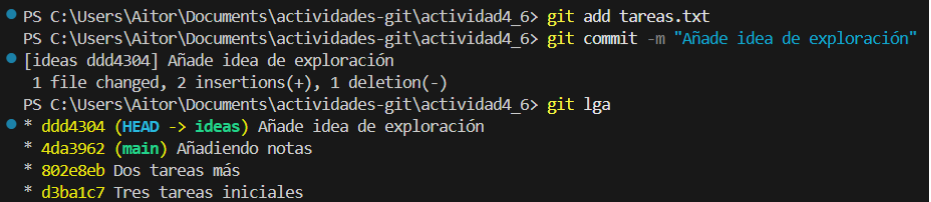 PS C:\Users\Aitor\Documents\actividades-git\actividad4_6> git add tareas.txt
PS C:\Users\Aitor\Documents\actividades-git\actividad4_6> git commit -m "Añade idea de exploración"
[ideas ddd4304] Añade idea de exploración
 1 file changed, 2 insertions(+), 1 deletion(-)
PS C:\Users\Aitor\Documents\actividades-git\actividad4_6> git lga
* ddd4304 (HEAD -> ideas) Añade idea de exploración
* 4da3962 (main) Añadiendo notas
* 802e8eb Dos tareas más
* d3ba1c7 Tres tareas iniciales